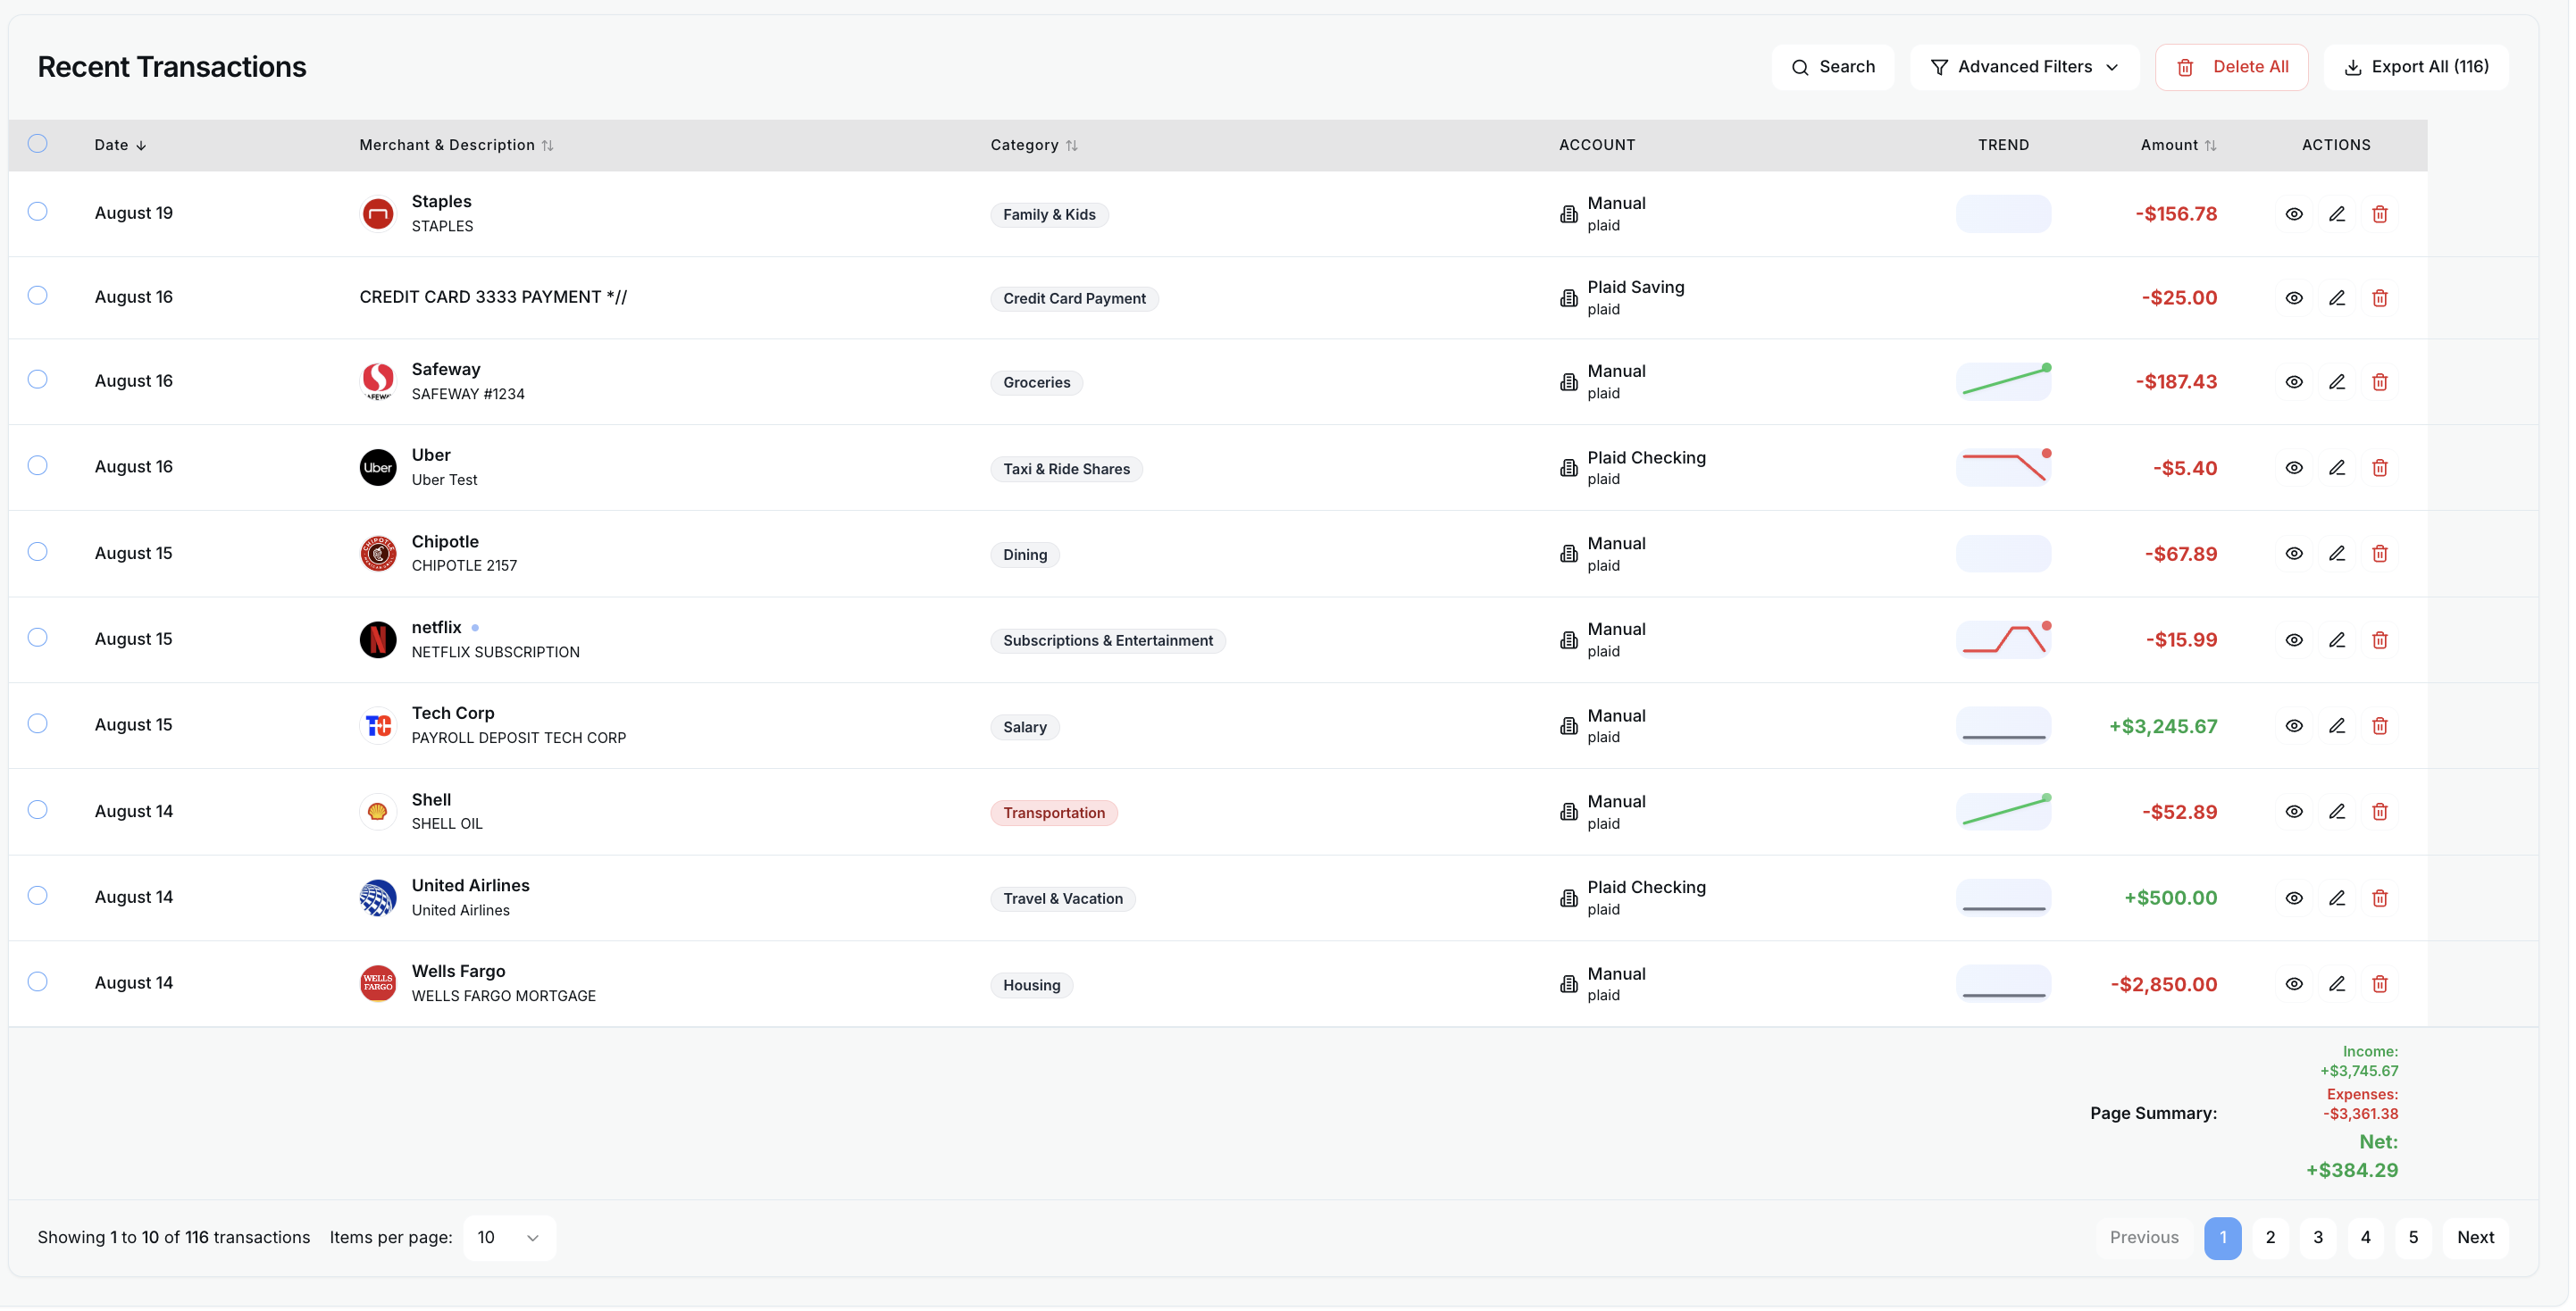 Recent Transactions
Search
Advanced Filters
Delete All
Export All (116)
Date Merchant & Description Category ACCOUNT TREND Amount ACTIONS
August 19 Staples Family & Kids Manual -$156.78
STAPLES plaid
August 16 CREDIT CARD 3333 PAYMENT *// Credit Card Payment Plaid Saving -$25.00
plaid
August 16 Safeway Groceries Manual -$187.43
SAFEWAY #1234 plaid
August 16 Uber Uber Taxi & Ride Shares Plaid Checking -$5.40
Uber Test plaid
August 15 CHIPOTLE Chipotle Dining Manual -$67.89
CHIPOTLE 2157 plaid
August 15 N netflix Subscriptions & Entertainment Manual -$15.99
NETFLIX SUBSCRIPTION plaid
August 15 TC Tech Corp Salary Manual +$3,245.67
PAYROLL DEPOSIT TECH CORP plaid
August 14 Shell Transportation Manual -$52.89
SHELL OIL plaid
August 14 United Airlines Travel & Vacation Plaid Checking +$500.00
United Airlines plaid
August 14 WELLS FARGO Wells Fargo Housing Manual -$2,850.00
WELLS FARGO MORTGAGE plaid
Page Summary:
Income:
+$3,745.67
Expenses:
-$3,361.38
Net:
+$384.29
Showing 1 to 10 of 116 transactions Items per page: 10
Previous 1 2 3 4 5 Next